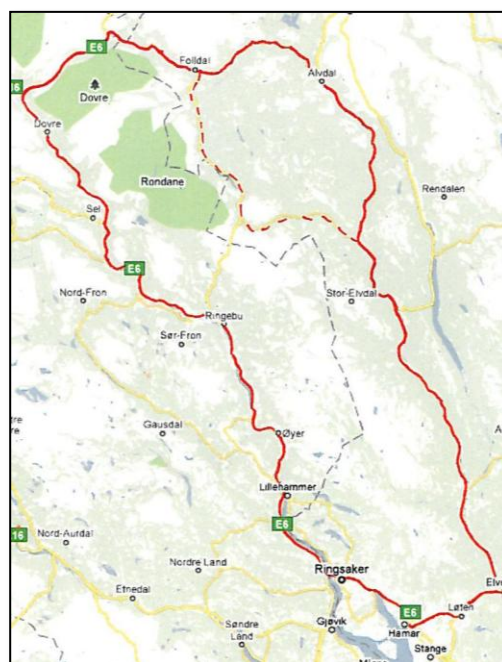 E6
Folldal
Alvdal
Dovre
Dovre
Rondane
Rendalen
Sel
E6
Nord-Fron
Stor-Elvdal
Ringebu
Sør-Fron
Gausdal
Øyer
Lillehammer
16
E6
Nord-Aurdal
Nordre Land
Ringsaker
Etnedal
E6
Løten
Søndre
Land
Gjøvik
Hamar
Stange